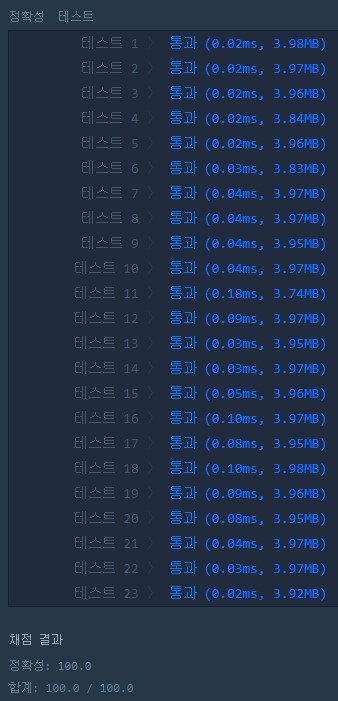 정확성 테스트
테스트 1 〉 통과 (0.02ms, 3.98MB)
테스트 2 〉 통과 (0.02ms, 3.97MB)
테스트 3 〉 통과 (0.02ms, 3.96MB)
테스트 4 〉 통과 (0.02ms, 3.84MB)
테스트 5 〉 통과 (0.02ms, 3.96MB)
테스트 6 〉 통과 (0.03ms, 3.83MB)
테스트 7 〉 통과 (0.04ms, 3.97MB)
테스트 8 〉 통과 (0.04ms, 3.97MB)
테스트 9 〉 통과 (0.04ms, 3.95MB)
테스트 10 〉 통과 (0.04ms, 3.97MB)
테스트 11 〉 통과 (0.18ms, 3.74MB)
테스트 12 〉 통과 (0.09ms, 3.97MB)
테스트 13 〉 통과 (0.03ms, 3.95MB)
테스트 14 〉 통과 (0.03ms, 3.97MB)
테스트 15 〉 통과 (0.05ms, 3.96MB)
테스트 16 〉 통과 (0.10ms, 3.97MB)
테스트 17 〉 통과 (0.08ms, 3.95MB)
테스트 18 〉 통과 (0.10ms, 3.98MB)
테스트 19 〉 통과 (0.09ms, 3.96MB)
테스트 20 〉 통과 (0.08ms, 3.95MB)
테스트 21 〉 통과 (0.04ms, 3.97MB)
테스트 22 〉 통과 (0.03ms, 3.97MB)
테스트 23 〉 통과 (0.02ms, 3.92MB)
채점 결과
정확성: 100.0
합계: 100.0 / 100.0